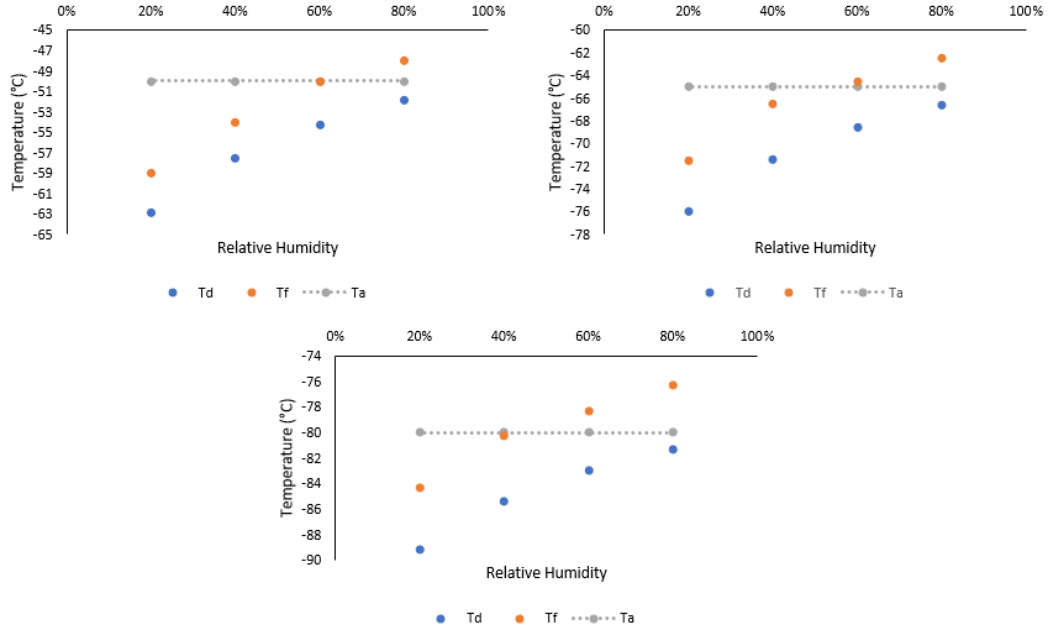 0% 20% 40% 60% 80% 100%
-45
-47
-49
-51
-53
-55
-57
-59
-61
-63
-65
Temperature (°C)
Relative Humidity
Td Tf Ta
0% 20% 40% 60% 80% 100%
-60
-62
-64
-66
-68
-70
-72
-74
-76
-78
Temperature (°C)
Relative Humidity
Td Tf Ta
0% 20% 40% 60% 80% 100%
-74
-76
-78
-80
-82
-84
-86
-88
-90
Temperature (°C)
Relative Humidity
Td Tf Ta